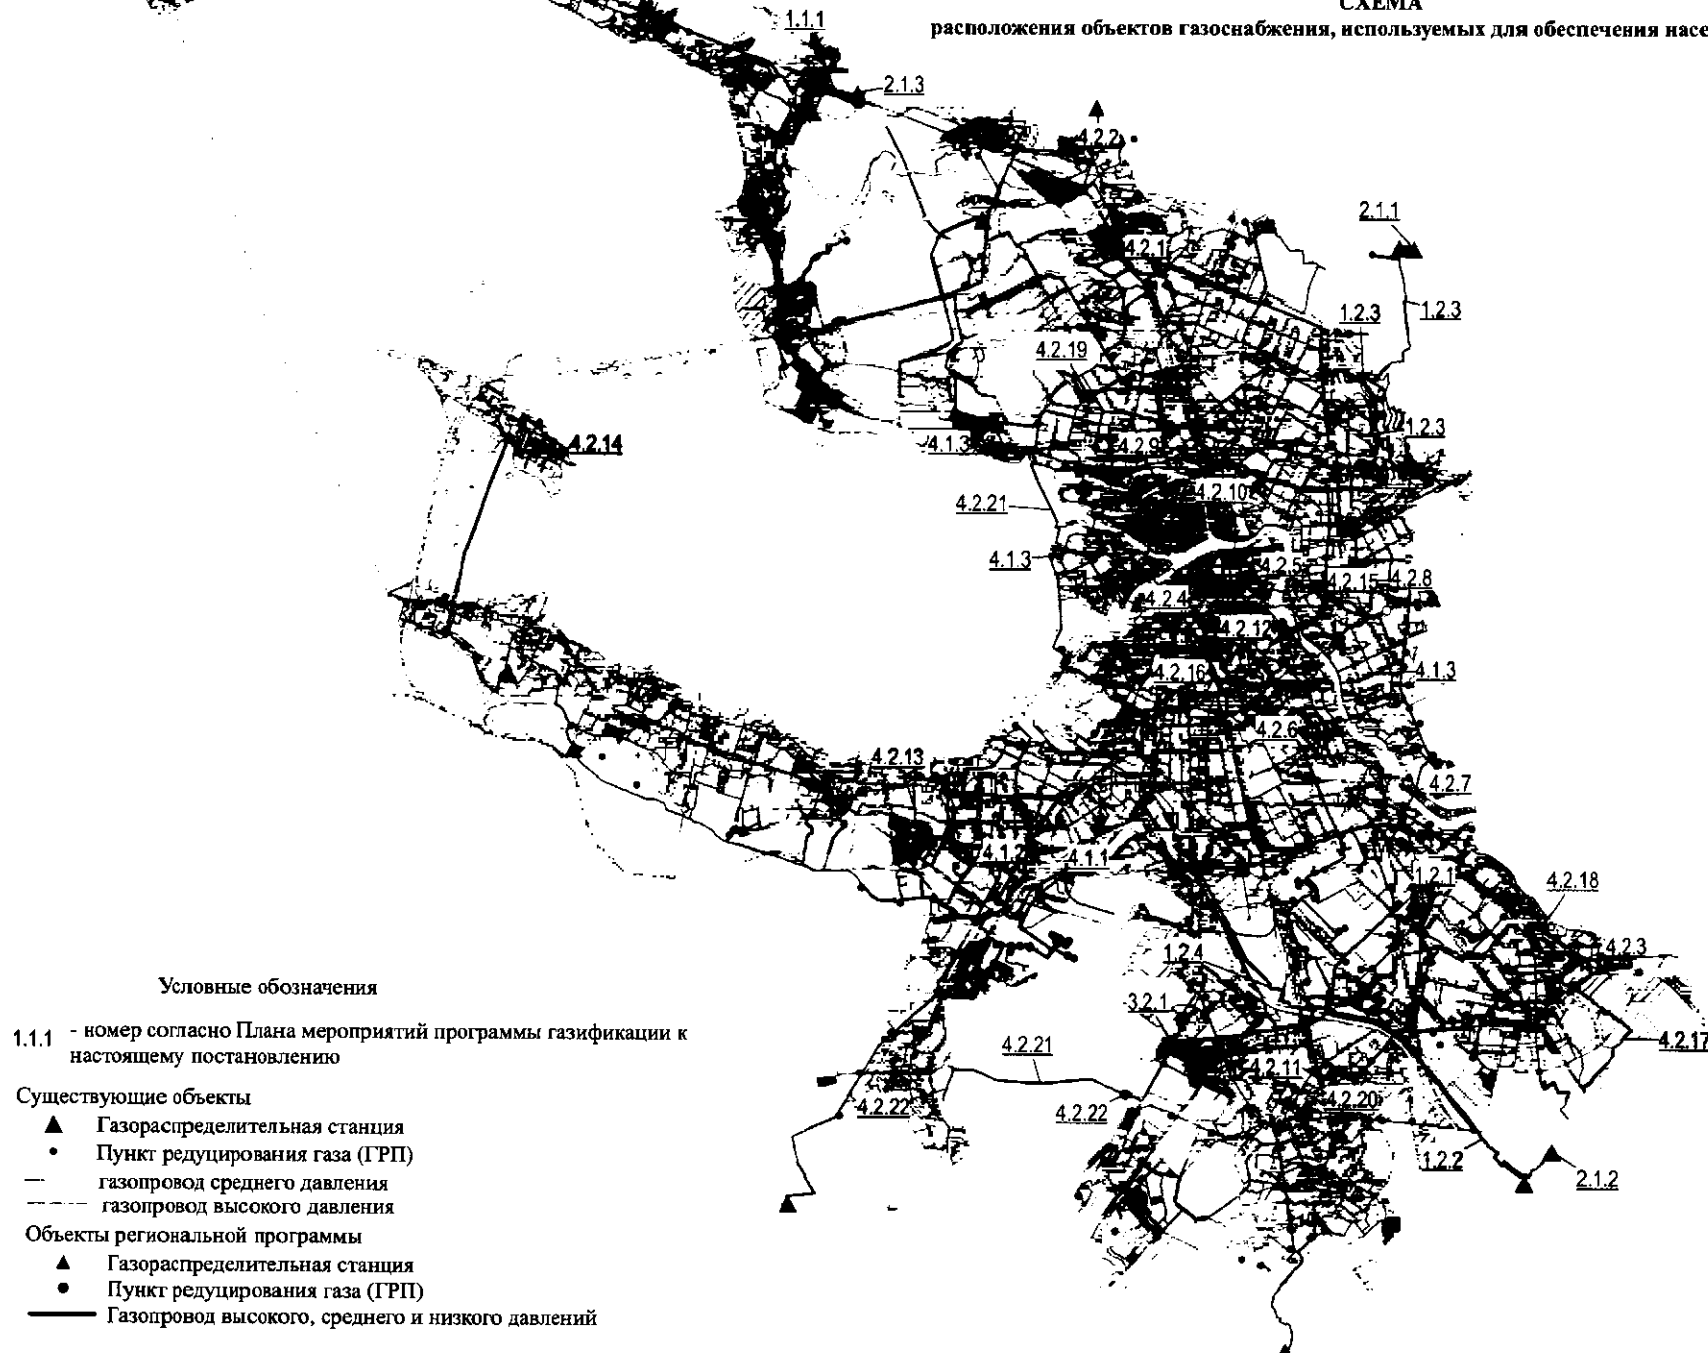 СХЕМА
расположения объектов газоснабжения, используемых для обеспечения насе
1.1.1
2.1.3
4.2.2
2.1.1
4.2.1
1.2.3
1.2.3
4.2.19
1.2.3
4.2.14
4.1.3
4.2.9
4.2.10
4.2.21
4.1.3
4.2.5
4.2.15
4.2.8
4.2.4
4.2.12
4.2.16
4.1.3
4.2.6
4.2.13
4.2.7
4.1.2
4.1.1
1.2.1
4.2.18
4.2.3
1.2.4
3.2.1
4.2.21
4.2.17
4.2.11
4.2.22
4.2.22
4.2.20
1.2.2
2.1.2
Условные обозначения
1.1.1 - номер согласно Плана мероприятий программы газификации к
настоящему постановлению
Существующие объекты
Газораспределительная станция
Пункт редуцирования газа (ГРП)
газопровод среднего давления
газопровод высокого давления
Объекты региональной программы
Газораспределительная станция
Пункт редуцирования газа (ГРП)
Газопровод высокого, среднего и низкого давлений